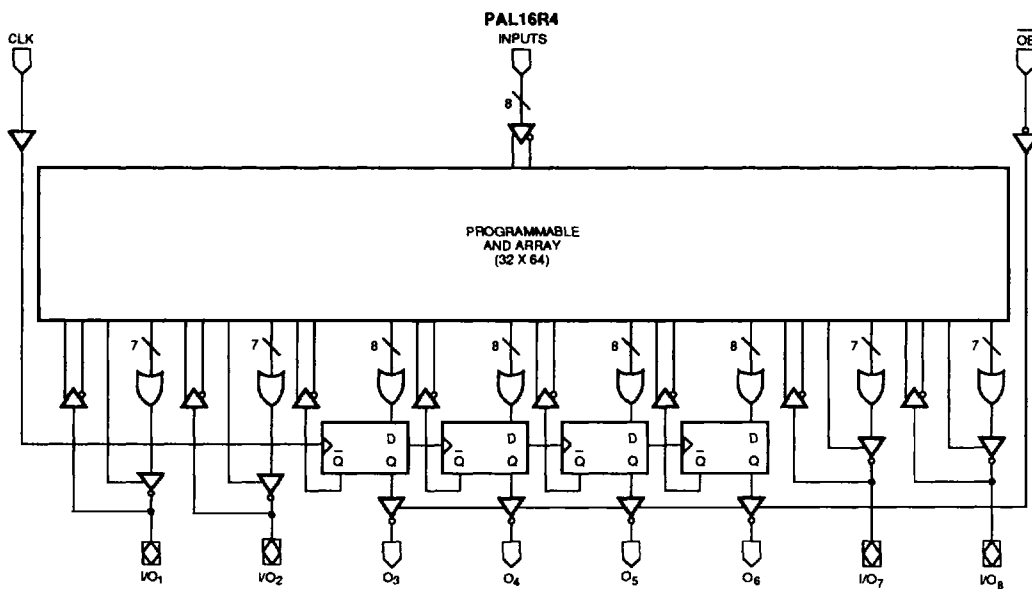 PAL16R4
CLK
INPUTS
OE
8
PROGRAMMABLE
AND ARRAY
(32 X 64)
7
7
8
8
8
8
7
7
D
D
D
D
Q̅
Q
Q̅
Q
Q̅
Q
Q̅
Q
I/O1
I/O2
O3
O4
O5
O6
I/O7
I/O8